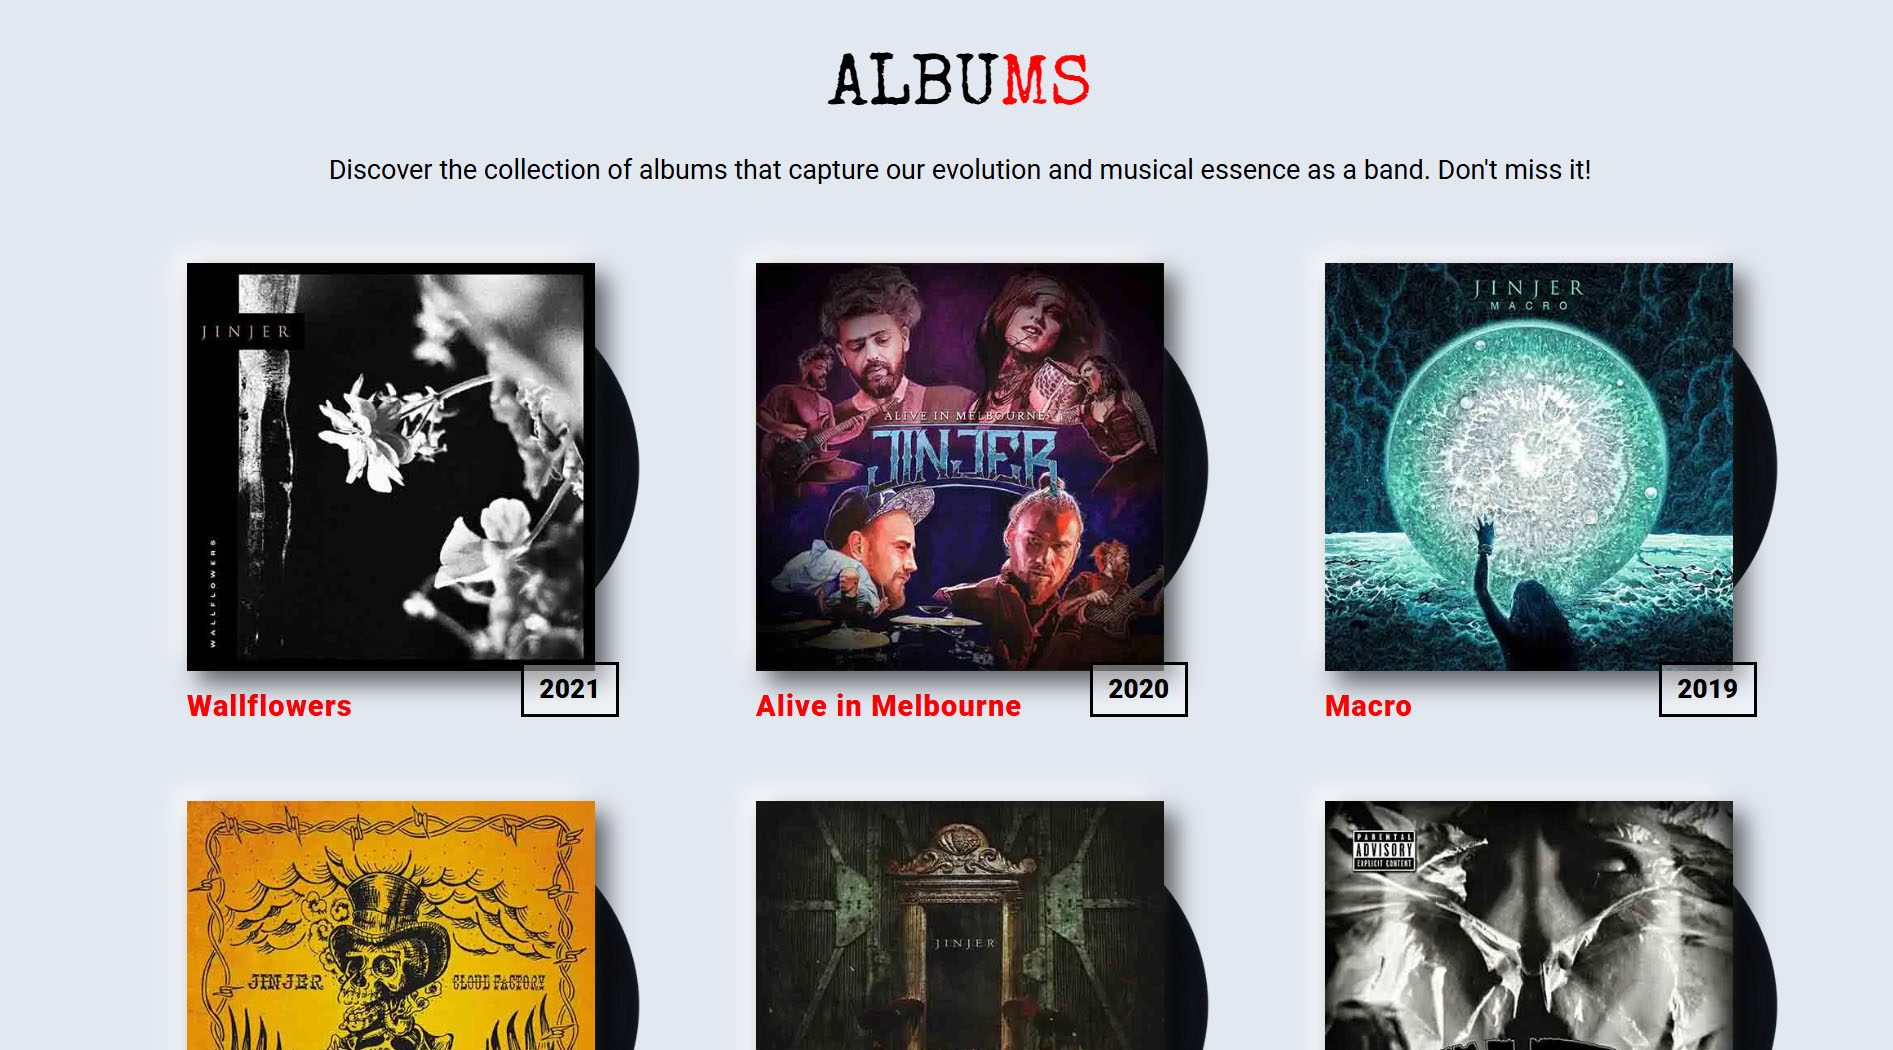 ALBUMS
Discover the collection of albums that capture our evolution and musical essence as a band. Don't miss it!
JINJER
WALLFLOWERS
ALIVE IN MELBOURNE
JINJER
JINJER
MACRO
2021
2020
2019
Wallflowers
Alive in Melbourne
Macro
JINJER
CLOUD FACTORY
JINJER
PARENTAL
ADVISORY
EXPLICIT CONTENT